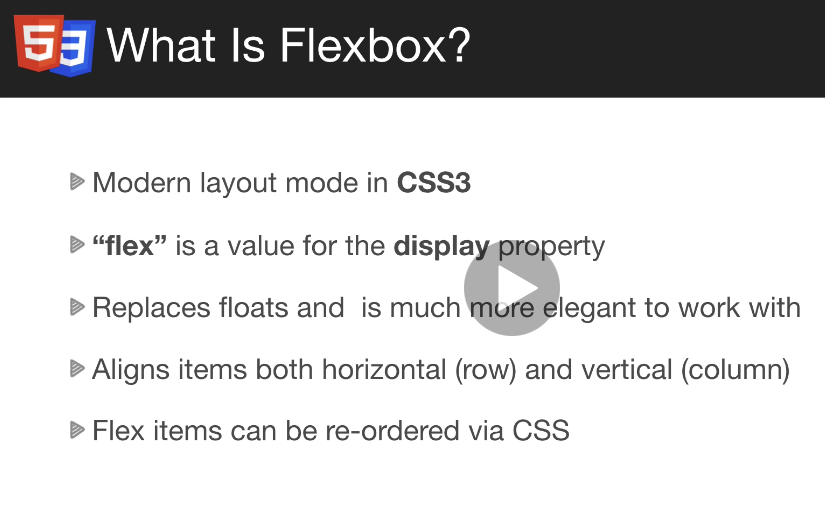 5 3 What Is Flexbox?
Modern layout mode in CSS3
“flex” is a value for the display property
Replaces floats and  is much more elegant to work with
Aligns items both horizontal (row) and vertical (column)
Flex items can be re-ordered via CSS